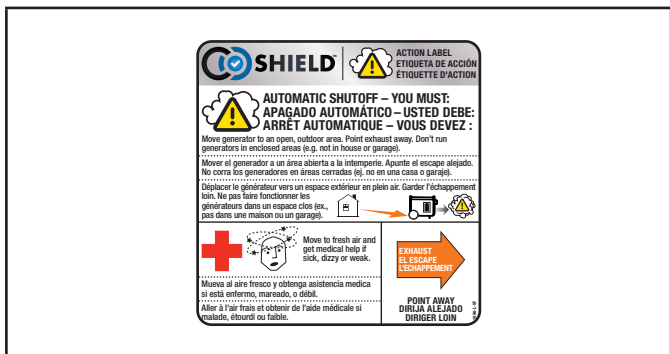 CO SHIELD™
ACTION LABEL
ETIQUETA DE ACCIÓN
ÉTIQUETTE D'ACTION
AUTOMATIC SHUTOFF – YOU MUST:
APAGADO AUTOMÁTICO – USTED DEBE:
ARRÊT AUTOMATIQUE – VOUS DEVEZ :
Move generator to an open, outdoor area. Point exhaust away. Don't run
generators in enclosed areas (e.g. not in house or garage).
Mover el generador a un área abierta a la intemperie. Apunte el escape alejado.
No corra los generadores en áreas cerradas (ej. no en una casa o garaje).
Déplacer le générateur vers un espace extérieur en plein air. Garder l'échappement
loin. Ne pas faire fonctionner les
générateurs dans un espace clos (ex.,
pas dans une maison ou un garage).
Move to fresh air and
get medical help if
sick, dizzy or weak.
Mueva al aire fresco y obtenga asistencia medica
si está enfermo, mareado, o débil.
Aller à l'air frais et obtenir de l'aide médicale si
malade, étourdi ou faible.
EXHAUST
EL ESCAPE
L'ECHAPPEMENT
POINT AWAY
DIRIJA ALEJADO
DIRIGER LOIN